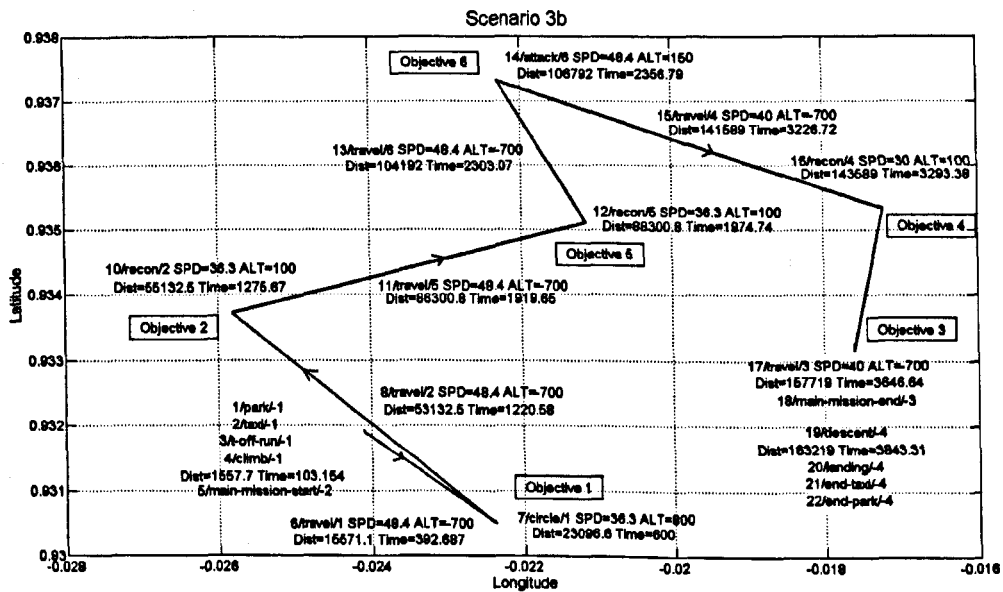 Scenario 3b
0.938
0.937
0.936
0.935
0.934
0.933
0.932
0.931
0.93
Latitude
Objective 6
14/attack/6 SPD=48.4 ALT=150
Dist=106792 Time=2356.79
15/travel/4 SPD=40 ALT=-700
Dist=141589 Time=3226.72
13/travel/6 SPD=48.4 ALT=-700
Dist=104192 Time=2303.07
16/recon/4 SPD=30 ALT=100
Dist=143589 Time=3293.38
12/recon/5 SPD=36.3 ALT=100
Dist=88300.8 Time=1974.74
Objective 4
Objective 5
10/recon/2 SPD=36.3 ALT=100
Dist=55132.5 Time=1275.67
11/travel/5 SPD=48.4 ALT=-700
Dist=86300.8 Time=1919.65
Objective 2
Objective 3
17/travel/3 SPD=40 ALT=-700
Dist=157719 Time=3646.64
18/main-mission-end/-3
8/travel/2 SPD=48.4 ALT=-700
Dist=53132.5 Time=1220.58
1/park/-1
2/taxi/-1
3/t-off-run/-1
4/climb/-1
Dist=1557.7 Time=103.154
5/main-mission-start/-2
19/descent/-4
Dist=163219 Time=3843.31
20/landing/-4
21/end-taxi/-4
22/end-park/-4
Objective 1
6/travel/1 SPD=48.4 ALT=-700
Dist=15571.1 Time=392.687
7/circle/1 SPD=36.3 ALT=800
Dist=23096.6 Time=600
-0.028
-0.026
-0.024
-0.022
-0.02
-0.018
-0.016
Longitude